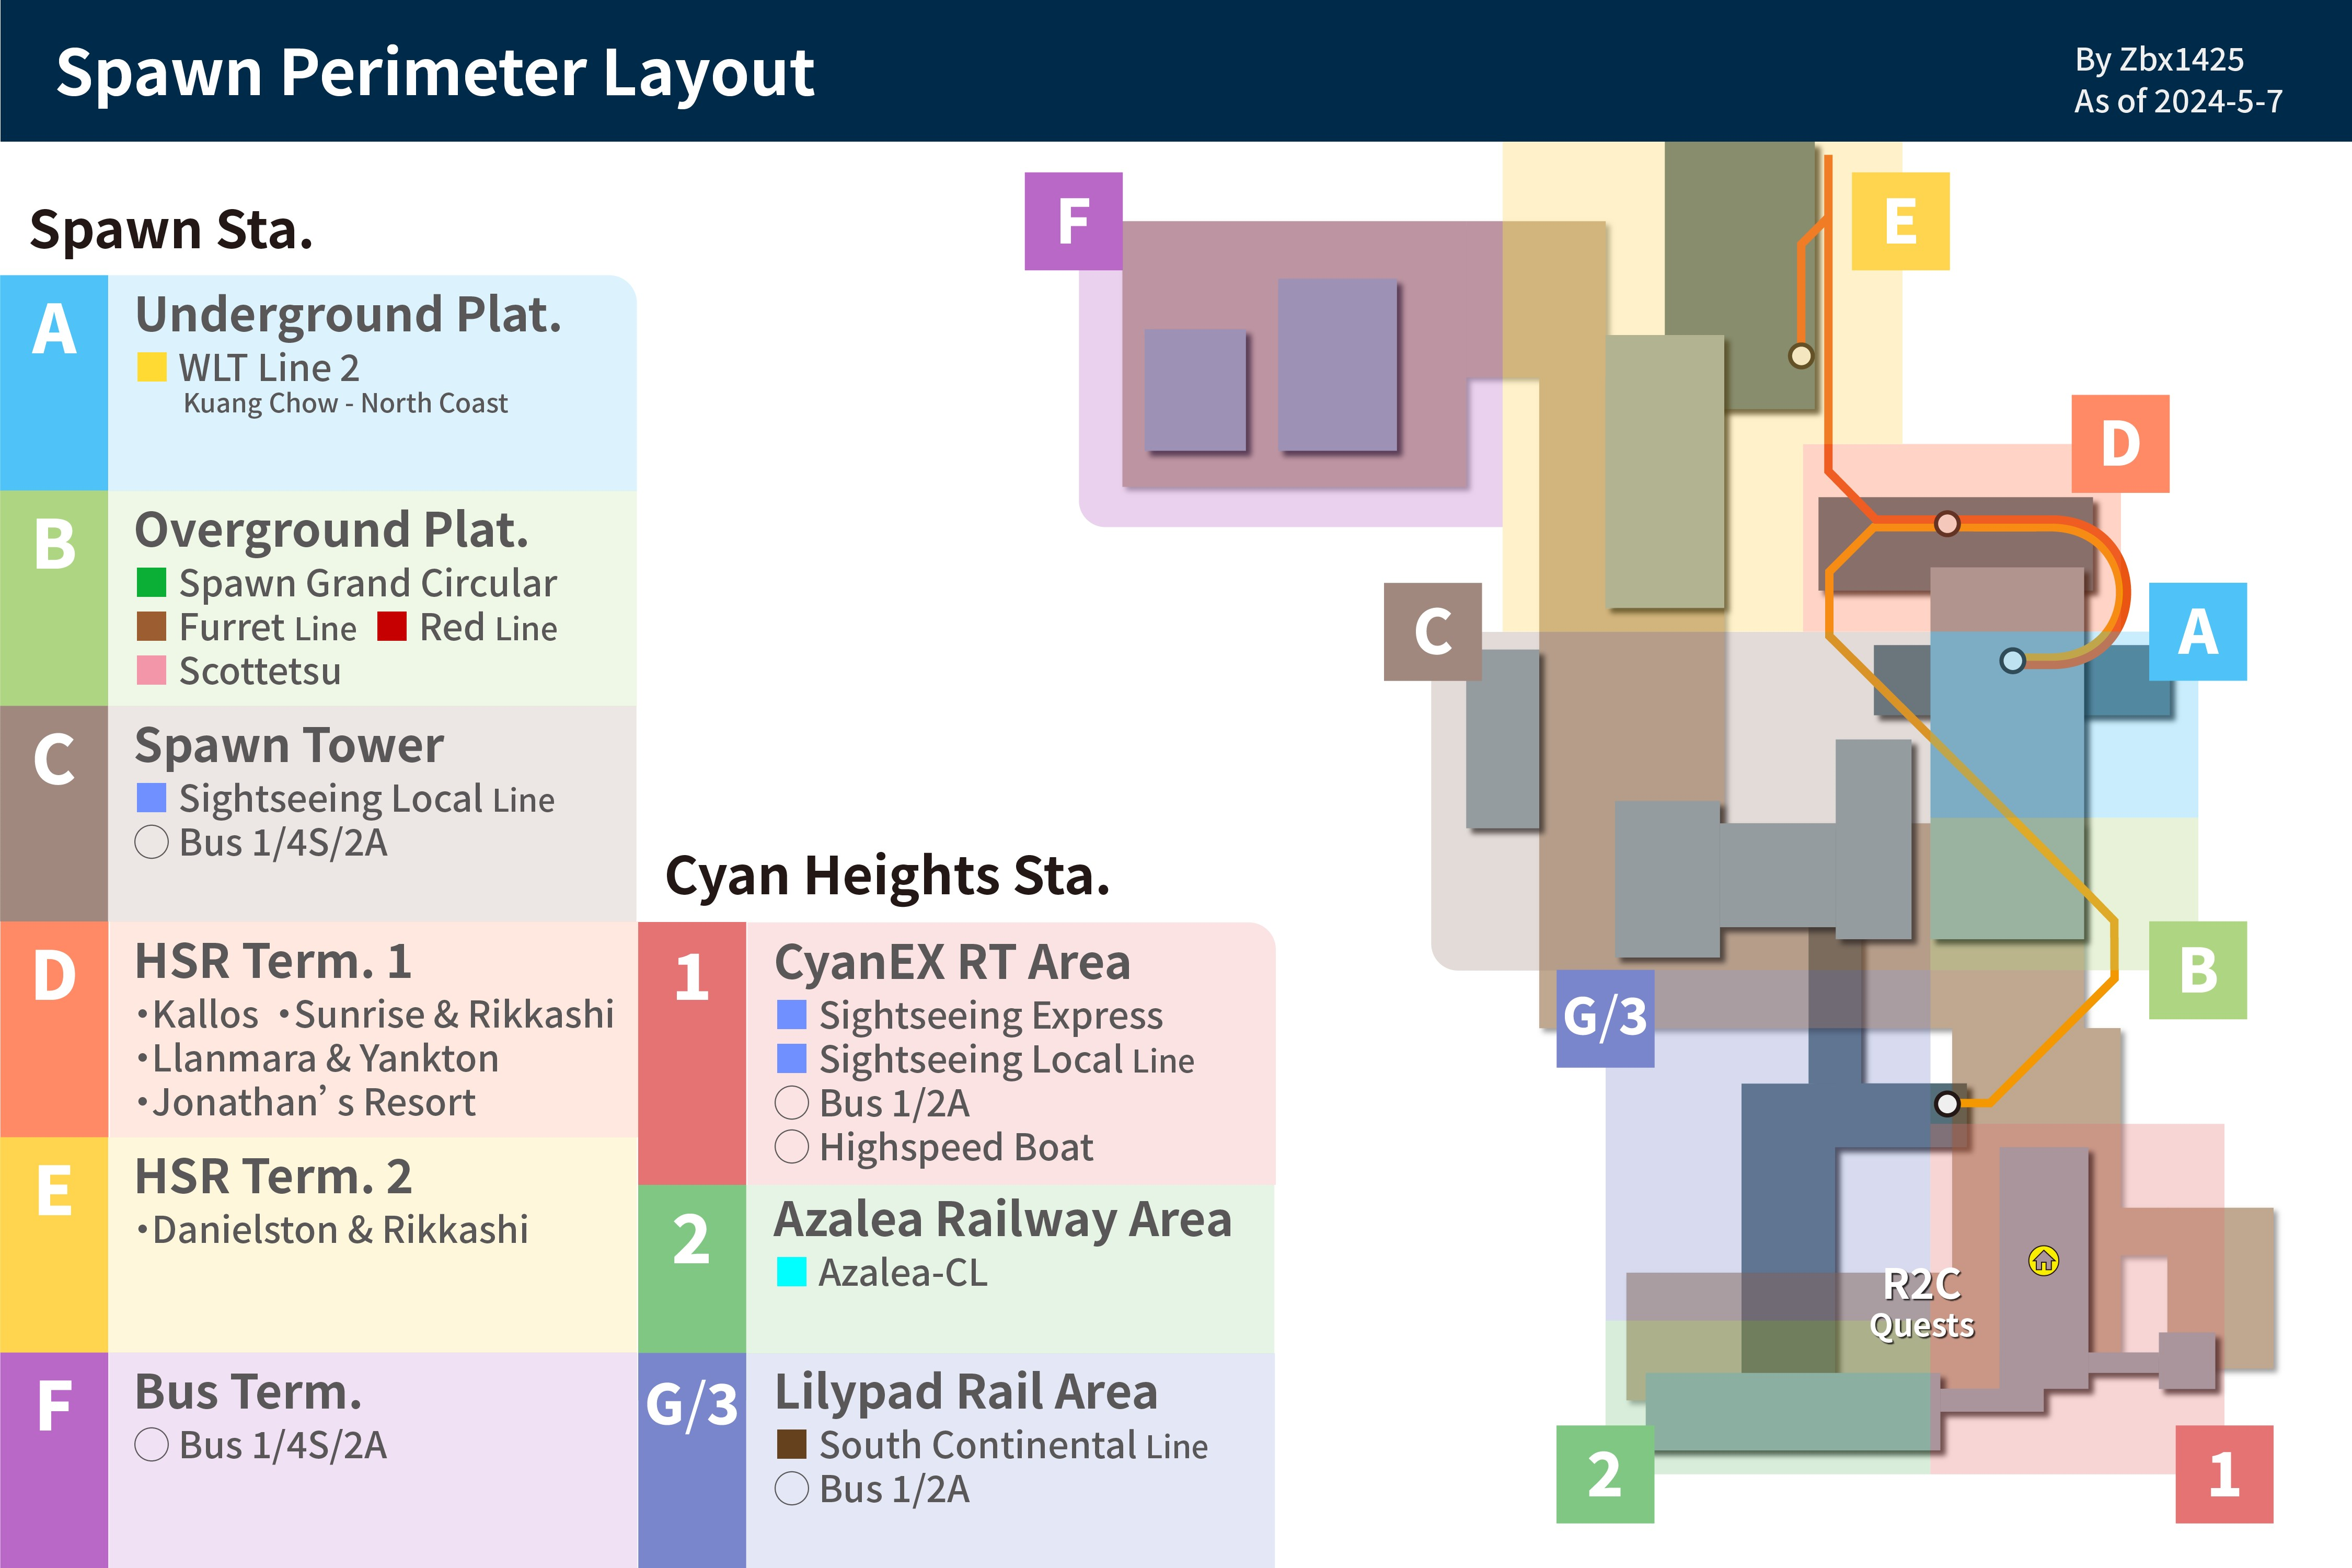 Spawn Perimeter Layout
By Zbx1425
As of 2024-5-7
Spawn Sta.
A
Underground Plat.
WLT Line 2
Kuang Chow - North Coast
B
Overground Plat.
Spawn Grand Circular
Furret Line Red Line
Scottetsu
C
Spawn Tower
Sightseeing Local Line
Bus 1/4S/2A
D
HSR Term. 1
・Kallos ・Sunrise & Rikkashi
・Llanmara & Yankton
・Jonathan’s Resort
E
HSR Term. 2
・Danielston & Rikkashi
F
Bus Term.
Bus 1/4S/2A
Cyan Heights Sta.
1
CyanEX RT Area
Sightseeing Express
Sightseeing Local Line
Bus 1/2A
Highspeed Boat
2
Azalea Railway Area
Azalea-CL
G/3
Lilypad Rail Area
South Continental Line
Bus 1/2A
F
E
D
C
A
G/3
B
R2C
Quests
2
1